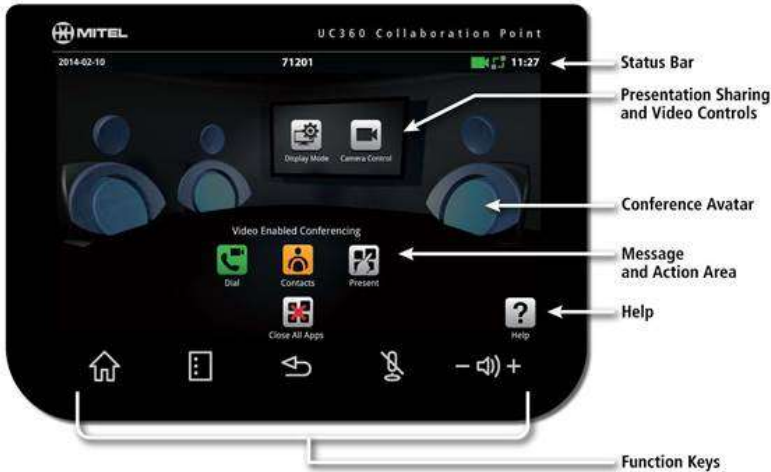 MITEL
UC360 Collaboration Point
2014-02-10 71201 11:27
Status Bar
Presentation Sharing
and Video Controls
Display Mode Camera Control
Conference Avatar
Video Enabled Conferencing
Message
and Action Area
Dial Contacts Present
Help
Close All Apps Help
Function Keys